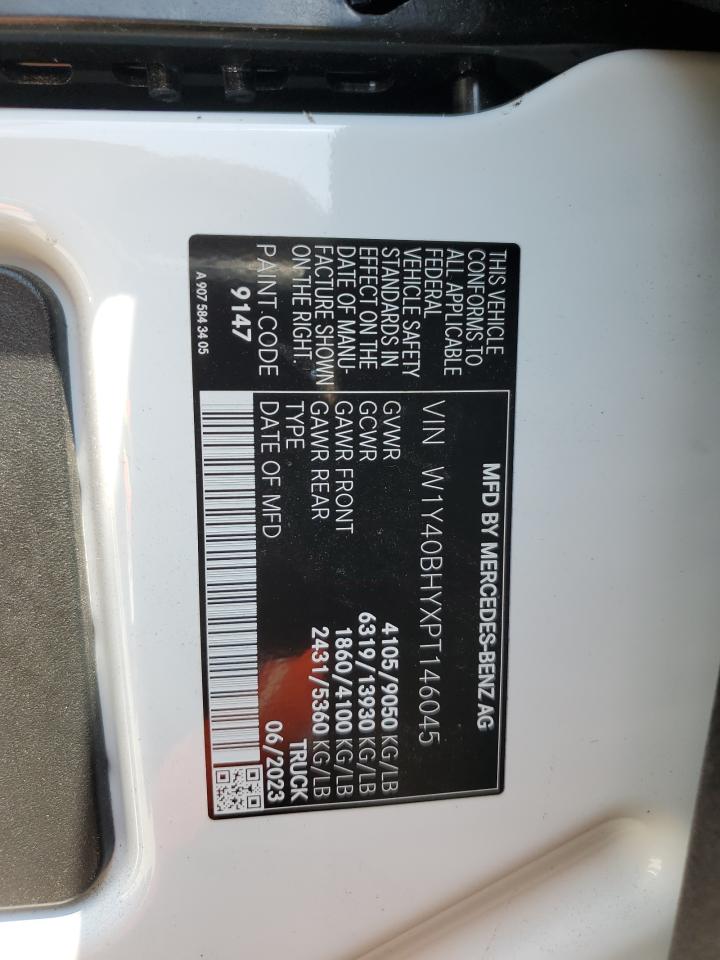 MFD BY MERCEDES-BENZ AG
VIN W1Y40BHYXPT146045
GVWR 4105/9050 KG/LB
GCWR 6319/13930 KG/LB
GAWR FRONT 1860/4100 KG/LB
GAWR REAR 2431/5360 KG/LB
TYPE TRUCK
DATE OF MFD 06/2023
THIS VEHICLE
CONFORMS TO
ALL APPLICABLE
FEDERAL
VEHICLE SAFETY
STANDARDS IN
EFFECT ON THE
DATE OF MANU-
FACTURE SHOWN
ON THE RIGHT.
PAINT CODE
9147
A 907 584 34 05